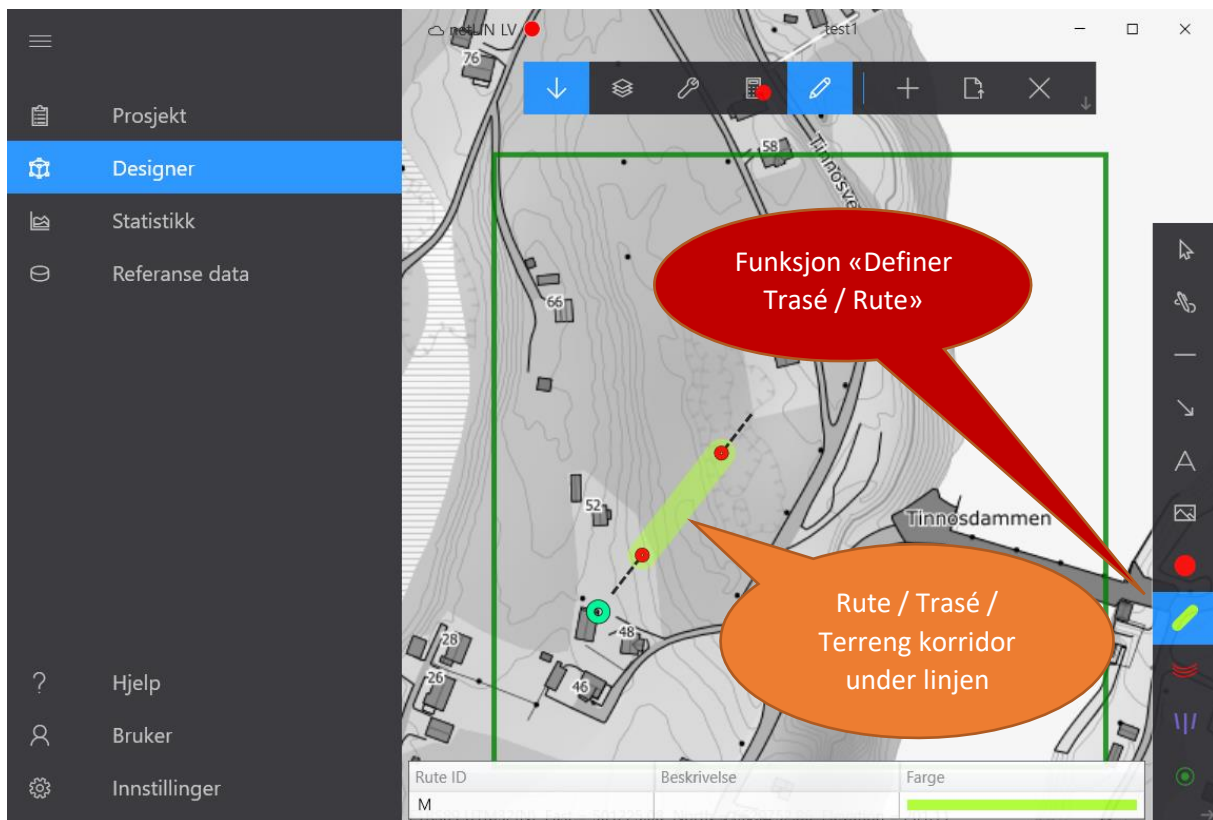 netLIN LV
test1
76
Prosjekt
Designer
Statistikk
Referanse data
58
Funksjon «Definer
Trasé / Rute»
66
52
Tinnosdammen
Rute / Trasé /
Terreng korridor
under linjen
48
28
26
46
Hjelp
Bruker
Innstillinger
Rute ID
Beskrivelse
Farge
M